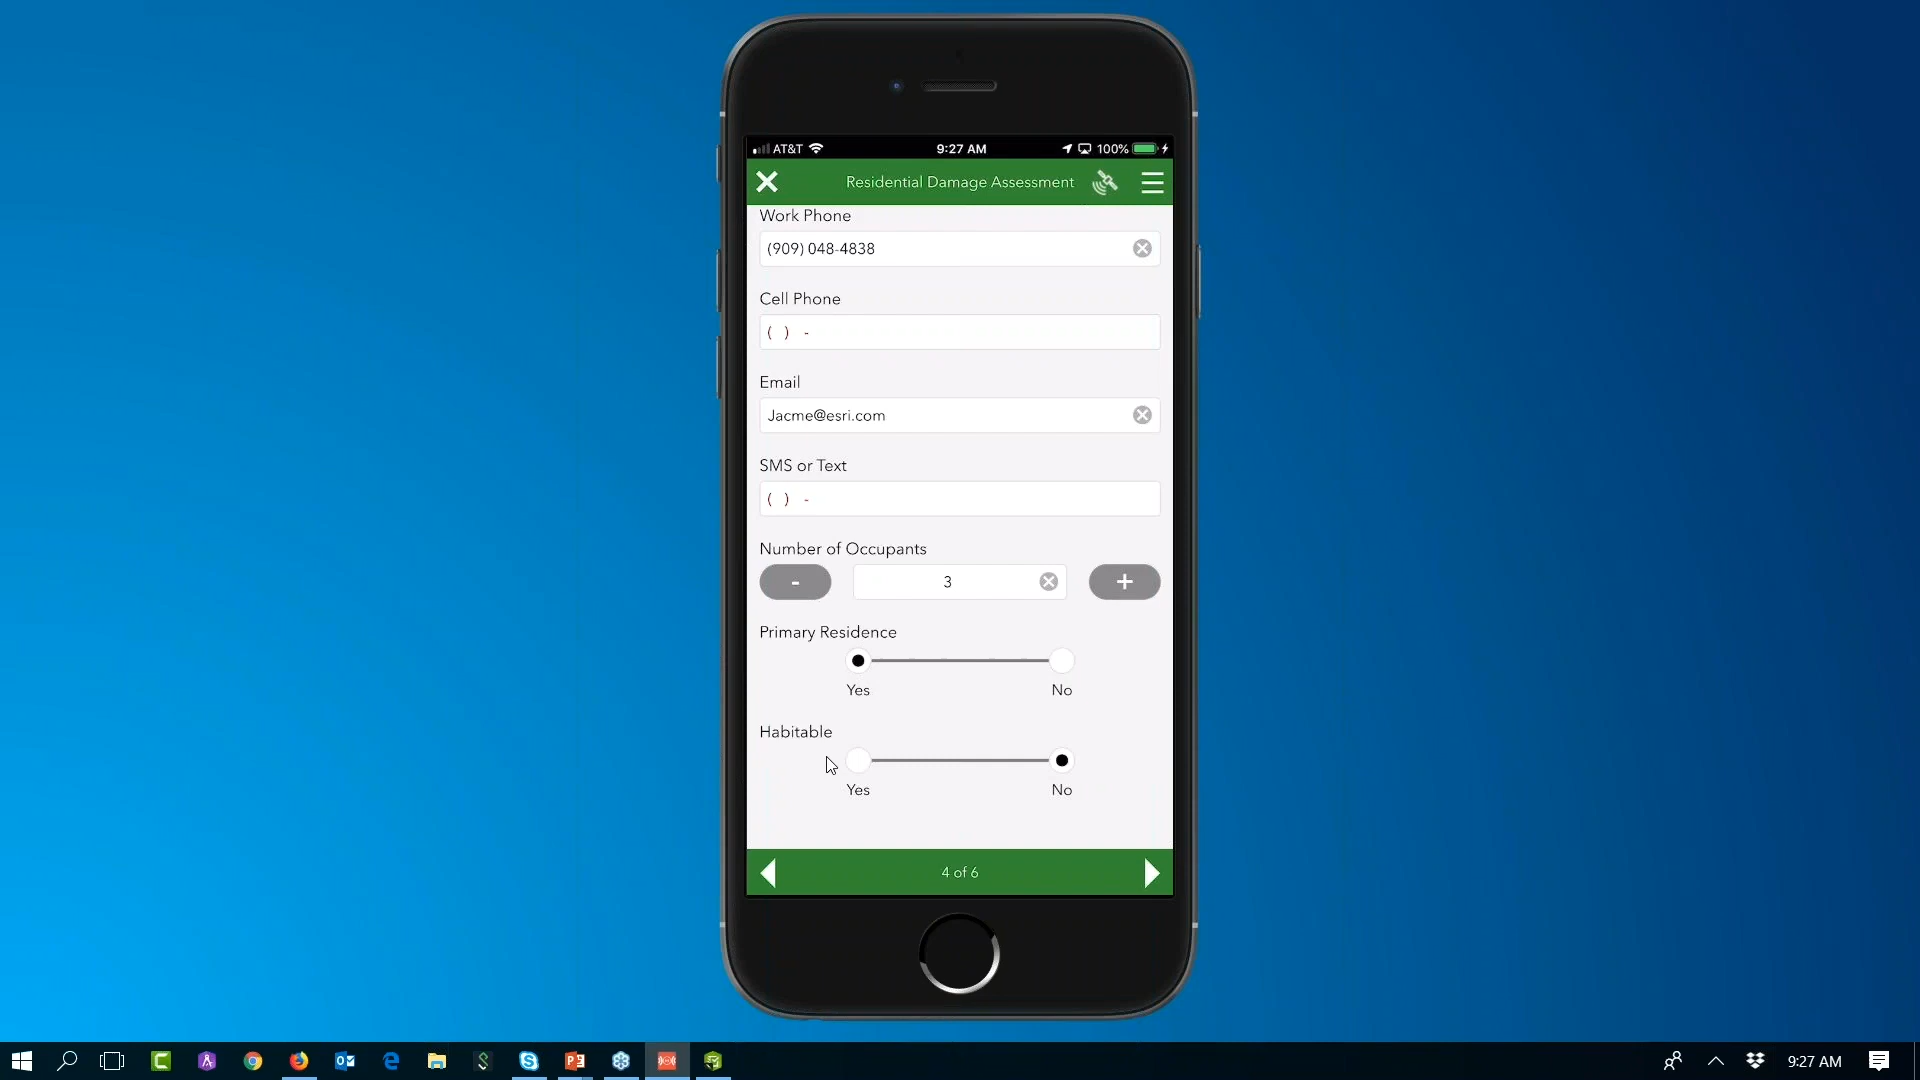 AT&T 9:27 AM 100%
Residential Damage Assessment
Work Phone
(909) 048-4838
Cell Phone
( ) -
Email
Jacme@esri.com
SMS or Text
( ) -
Number of Occupants
- 3 +
Primary Residence
Yes No
Habitable
Yes No
4 of 6
9:27 AM